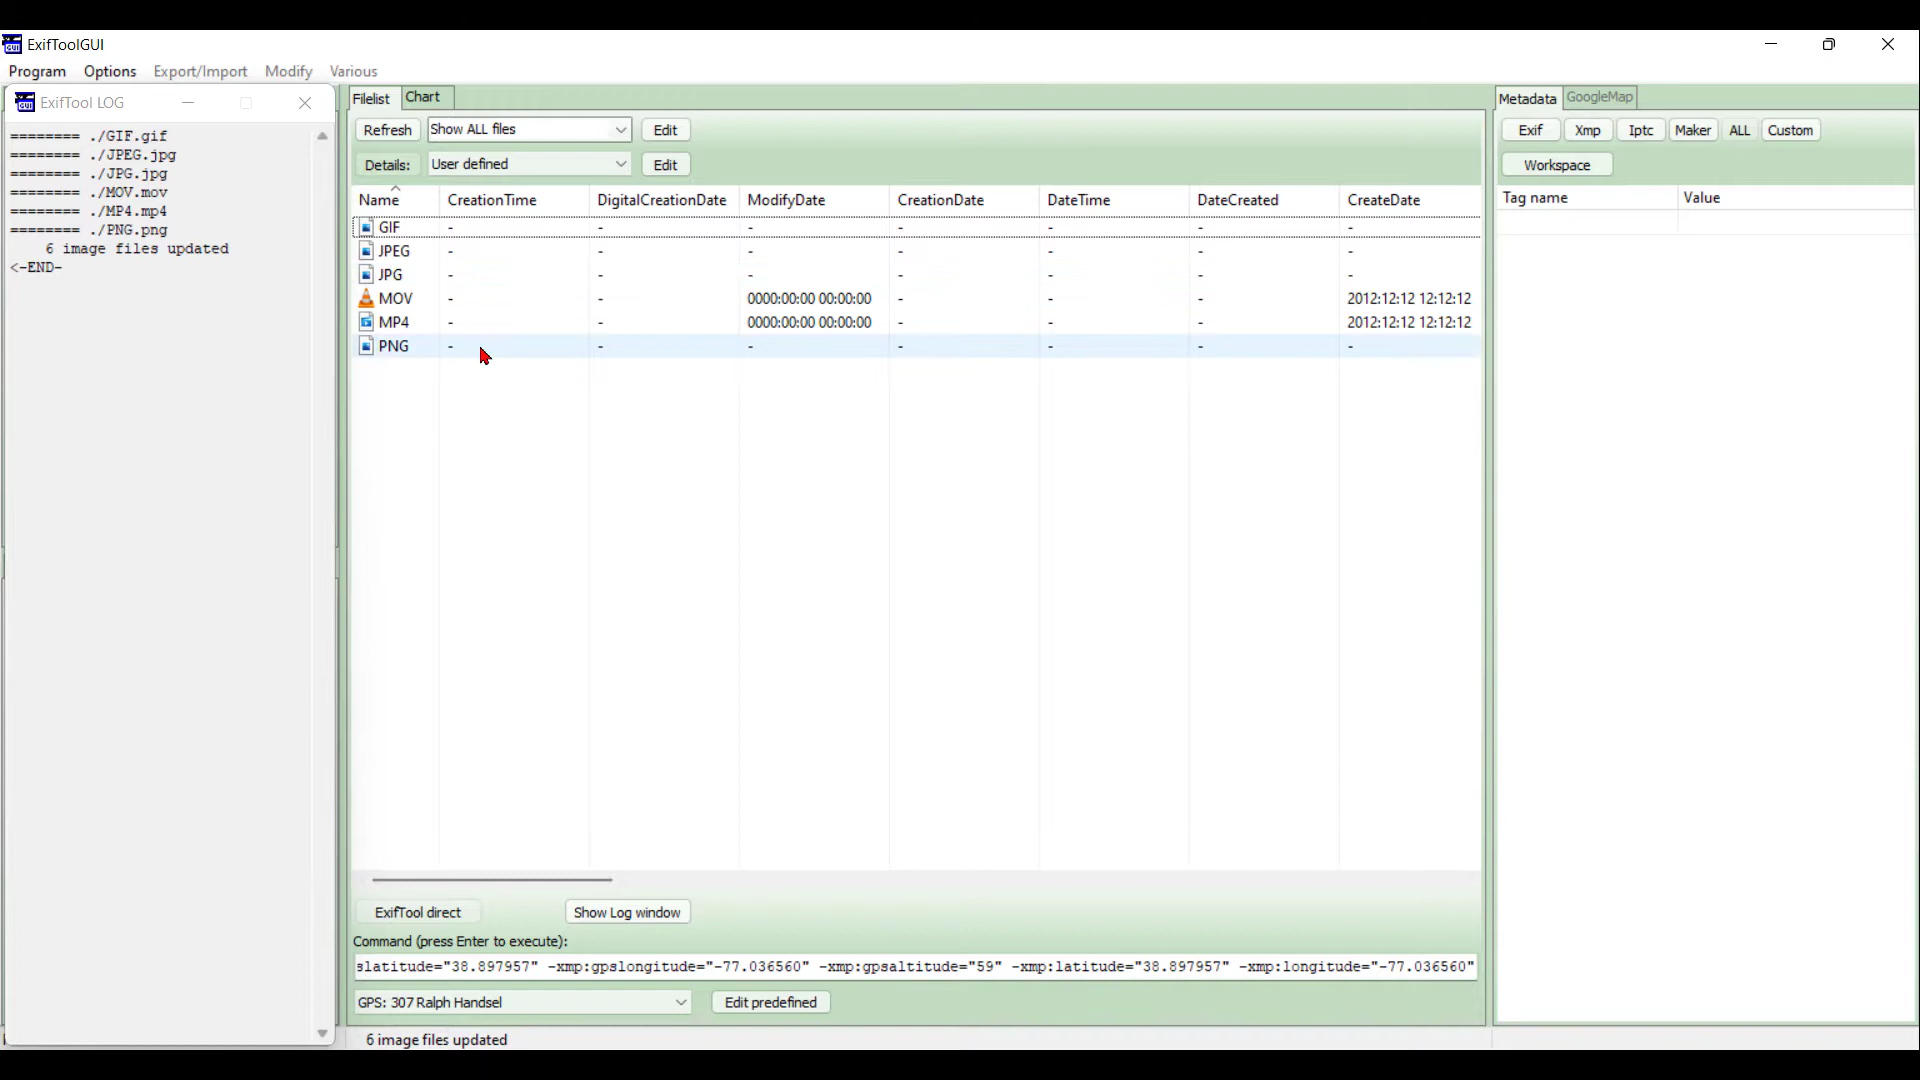 ExifToolGUI
Program Options Export/Import Modify Various
ExifTool LOG
======== ./GIF.gif
======== ./JPEG.jpg
======== ./JPG.jpg
======== ./MOV.mov
======== ./MP4.mp4
======== ./PNG.png
6 image files updated
<-END-
Filelist Chart
Refresh Show ALL files Edit
Details: User defined Edit
Name CreationTime DigitalCreationDate ModifyDate CreationDate DateTime DateCreated CreateDate
GIF - - - - - - -
JPEG - - - - - - -
JPG - - - - - - -
MOV - - 0000:00:00 00:00:00 - - - 2012:12:12 12:12:12
MP4 - - 0000:00:00 00:00:00 - - - 2012:12:12 12:12:12
PNG - - - - - - -
ExifTool direct Show Log window
Command (press Enter to execute):
slatitude="38.897957" -xmp:gpslongitude="-77.036560" -xmp:gpsaltitude="59" -xmp:latitude="38.897957" -xmp:longitude="-77.036560"
GPS: 307 Ralph Handsel Edit predefined
6 image files updated
Metadata GoogleMap
Exif Xmp Iptc Maker ALL Custom
Workspace
Tag name Value